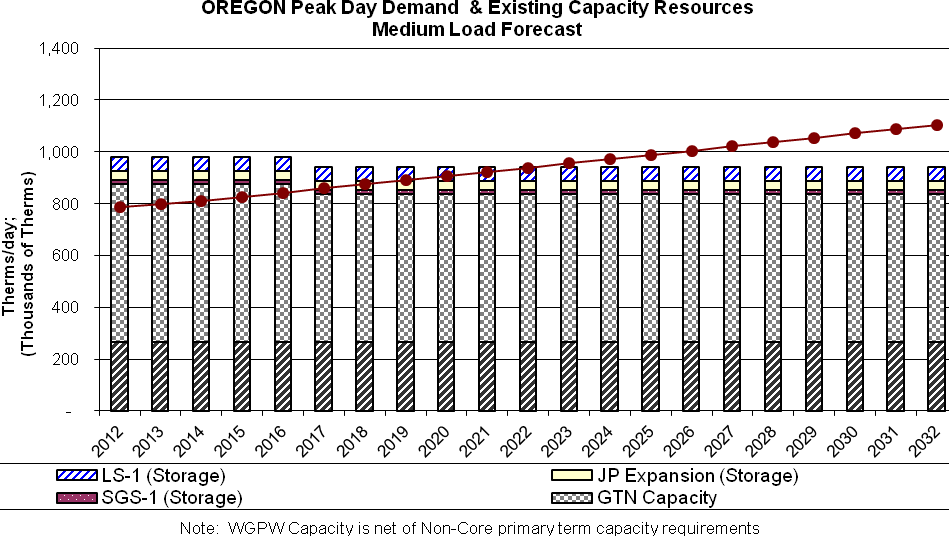 OREGON Peak Day Demand & Existing Capacity Resources
Medium Load Forecast
Therms/day;
(Thousands of Therms)
1,400
1,200
1,000
800
600
400
200
-
2012 2013 2014 2015 2016 2017 2018 2019 2020 2021 2022 2023 2024 2025 2026 2027 2028 2029 2030 2031 2032
LS-1 (Storage) JP Expansion (Storage)
SGS-1 (Storage) GTN Capacity
Note: WGPW Capacity is net of Non-Core primary term capacity requirements